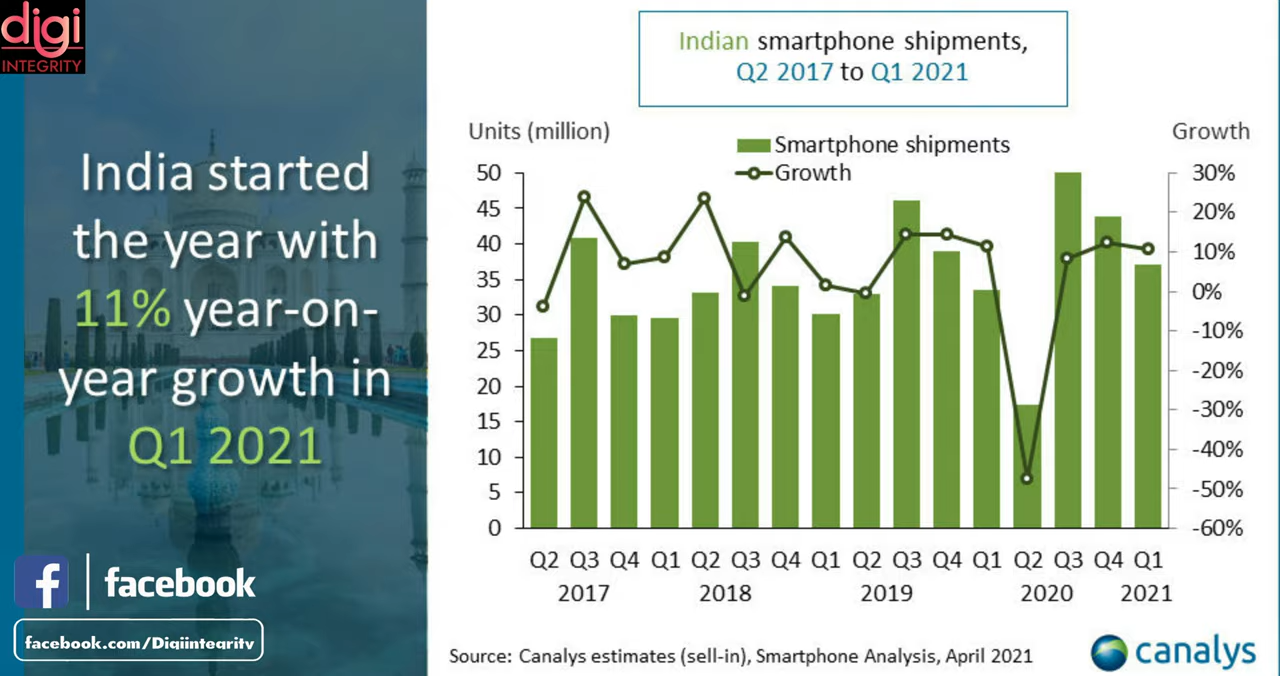 digi
INTEGRITY
India started
the year with
11% year-on-
year growth in
Q1 2021
facebook
facebook.com/Digiintegrity
Indian smartphone shipments,
Q2 2017 to Q1 2021
Units (million)
Growth
Smartphone shipments
Growth
50
45
40
35
30
25
20
15
10
5
0
30%
20%
10%
0%
-10%
-20%
-30%
-40%
-50%
-60%
Q2 Q3 Q4 Q1 Q2 Q3 Q4 Q1 Q2 Q3 Q4 Q1 Q2 Q3 Q4 Q1
2017 2018 2019 2020 2021
Source: Canalys estimates (sell-in), Smartphone Analysis, April 2021
canalys